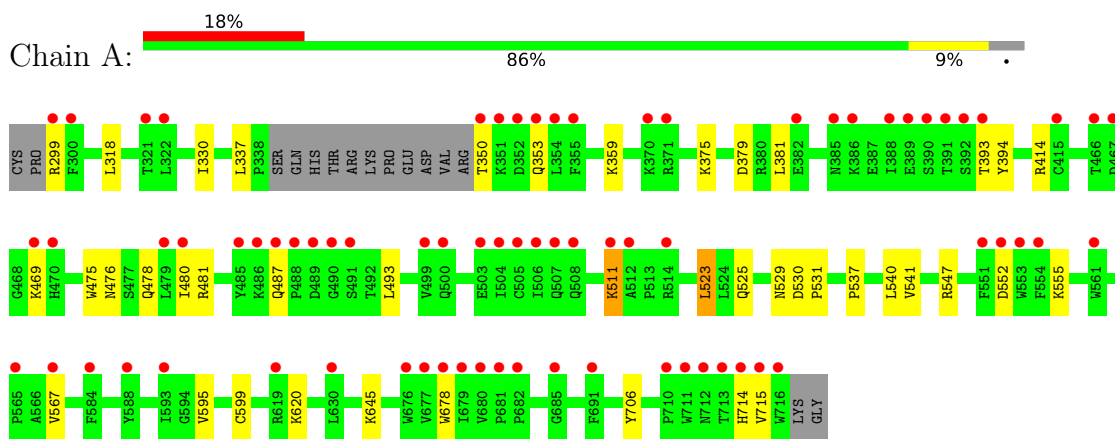 18%
Chain A:
86% 9% •
CYS PRO R299 F300 L318 T321 L322 I330 L337 P338 SER GLN HIS THR ARG LYS PRO GLU ASP VAL ARG T350 K351 D352 Q353 L354 F355 K359 K370 R371 K375 D379 R380 L381 E382 N385 K386 E387 I388 E389 S390 T391 S392 T393 Y394 R414 C415 T466 D467
G468 K469 H470 W475 N476 S477 Q478 L479 I480 R481 Y485 K486 Q487 P488 D489 G490 S491 T492 L493 V499 Q500 E503 I504 C505 I506 Q507 Q508 K511 A512 P513 R514 L523 L524 Q525 N529 D530 P531 P537 L540 V541 R547 F551 D552 W553 F554 K555 W561
P565 A566 V567 F584 Y588 I593 G594 V595 C599 R619 K620 L630 K645 W676 V677 W678 I679 V680 P681 P682 G685 F691 Y706 P710 W711 N712 T713 H714 V715 W716 LYS GLY